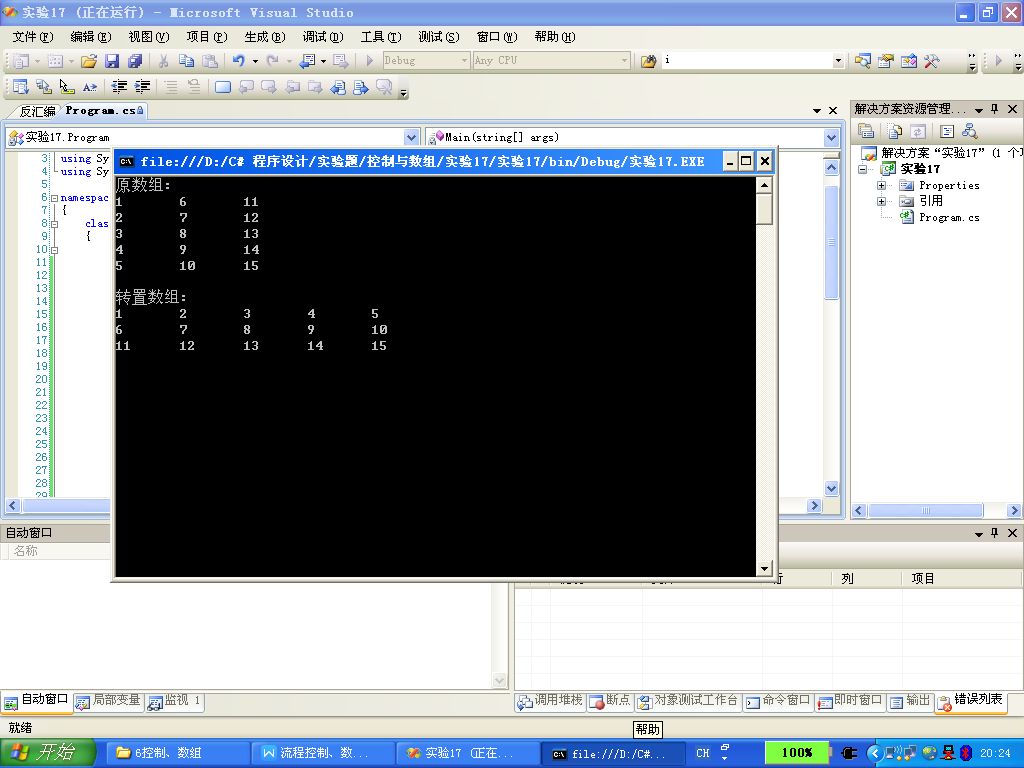 实验17 (正在运行) - Microsoft Visual Studio
文件(F) 编辑(E) 视图(V) 项目(P) 生成(B) 调试(D) 工具(T) 测试(S) 窗口(W) 帮助(H)
Debug Any CPU i
反汇编 Program.cs
实验17.Program Main(string[] args)
3 using Sy
4 using Sy
5
6 namespac
7 {
8 clas
9 {
10
11
12
13
14
15
16
17
18
19
20
21
22
23
24
25
26
27
28
29
file:///D:/C# 程序设计/实验题/控制与数组/实验17/实验17/bin/Debug/实验17.EXE
原数组:
1 6 11
2 7 12
3 8 13
4 9 14
5 10 15
转置数组:
1 2 3 4 5
6 7 8 9 10
11 12 13 14 15
解决方案资源管理...
解决方案“实验17”(1 个
实验17
Properties
引用
Program.cs
自动窗口
名称
行 列 项目
自动窗口 局部变量 监视 1
调用堆栈 断点 对象测试工作台 命令窗口 即时窗口 输出 错误列表
就绪
帮助
开始 6控制、数组 流程控制、数... 实验17 (正在... file:///D:/C#... CH 100% 20:24